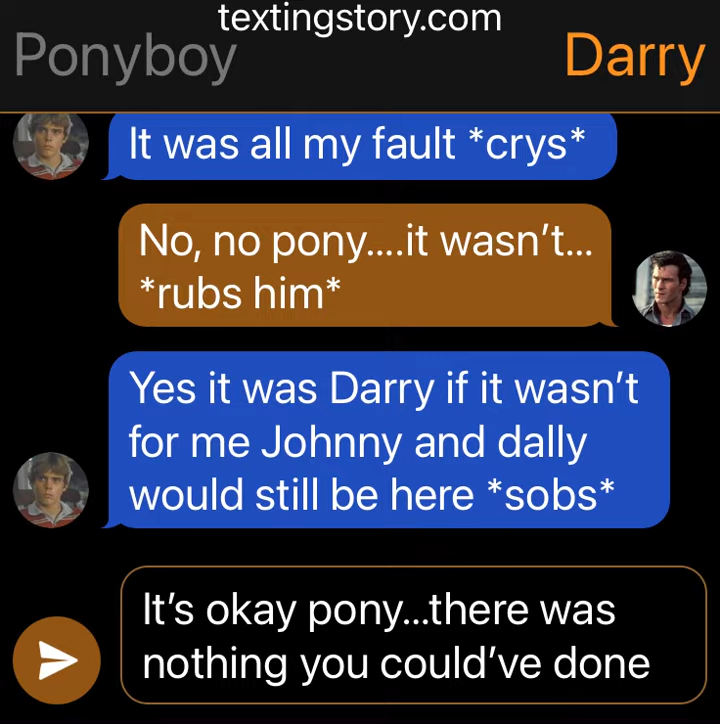 textingstory.com
Ponyboy
Darry
It was all my fault *crys*
No, no pony....it wasn't...
*rubs him*
Yes it was Darry if it wasn't
for me Johnny and dally
would still be here *sobs*
It's okay pony...there was
nothing you could've done